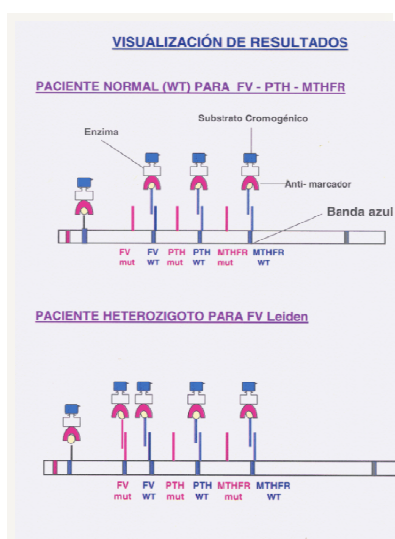 VISUALIZACIÓN DE RESULTADOS
PACIENTE NORMAL (WT) PARA FV - PTH - MTHFR
Substrato Cromogénico
Enzima
Anti- marcador
Banda azul
FV FV PTH PTH MTHFR MTHFR
mut WT mut WT mut WT
PACIENTE HETEROZIGOTO PARA FV Leiden
FV FV PTH PTH MTHFR MTHFR
mut WT mut WT mut WT